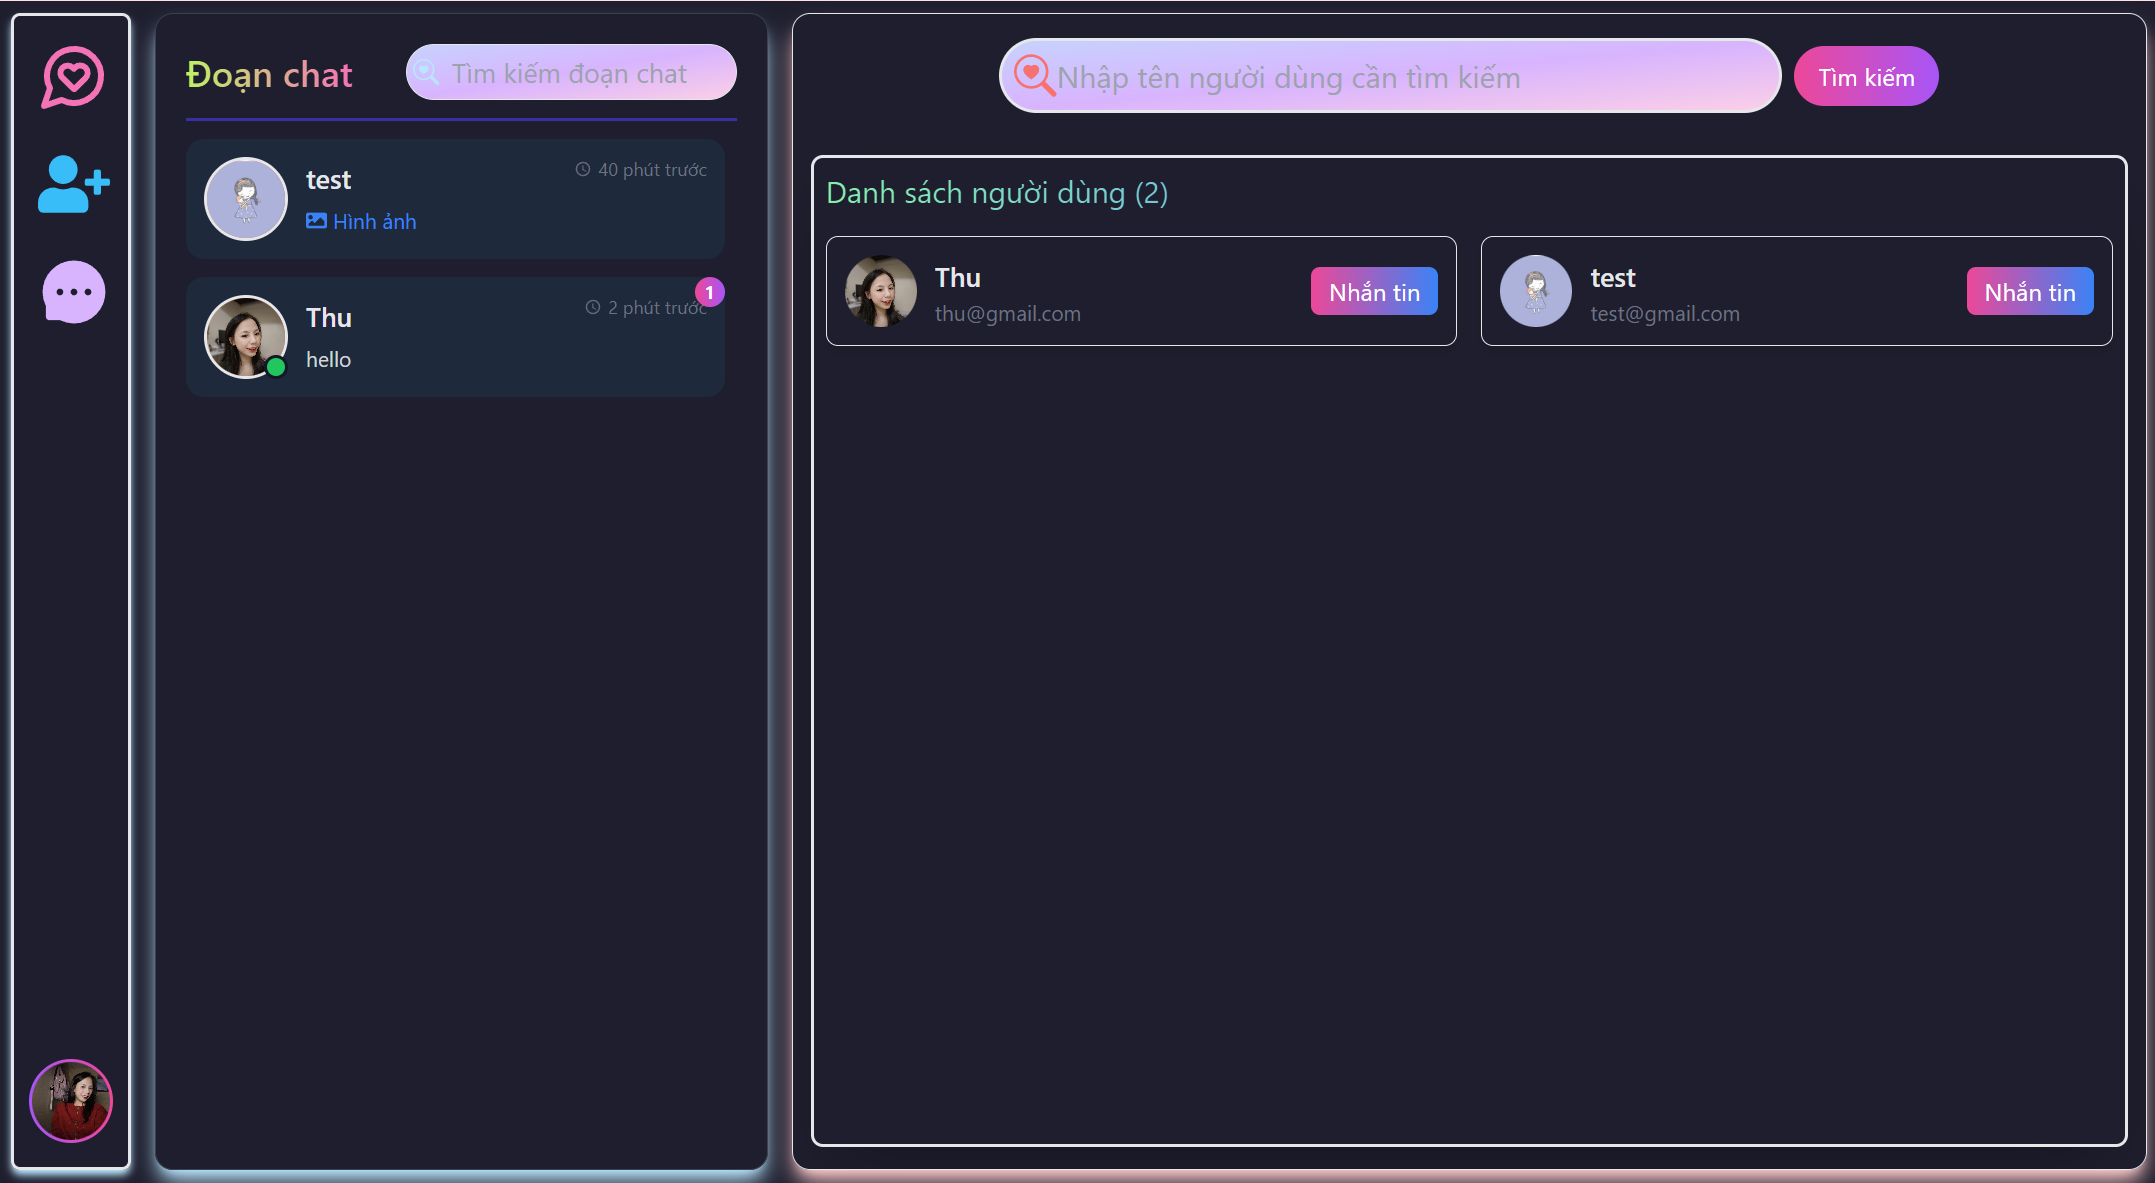 Đoạn chat
Tìm kiếm đoạn chat
test
40 phút trước
Hình ảnh
Thu
2 phút trước
1
hello
Nhập tên người dùng cần tìm kiếm
Tìm kiếm
Danh sách người dùng (2)
Thu
thu@gmail.com
Nhắn tin
test
test@gmail.com
Nhắn tin